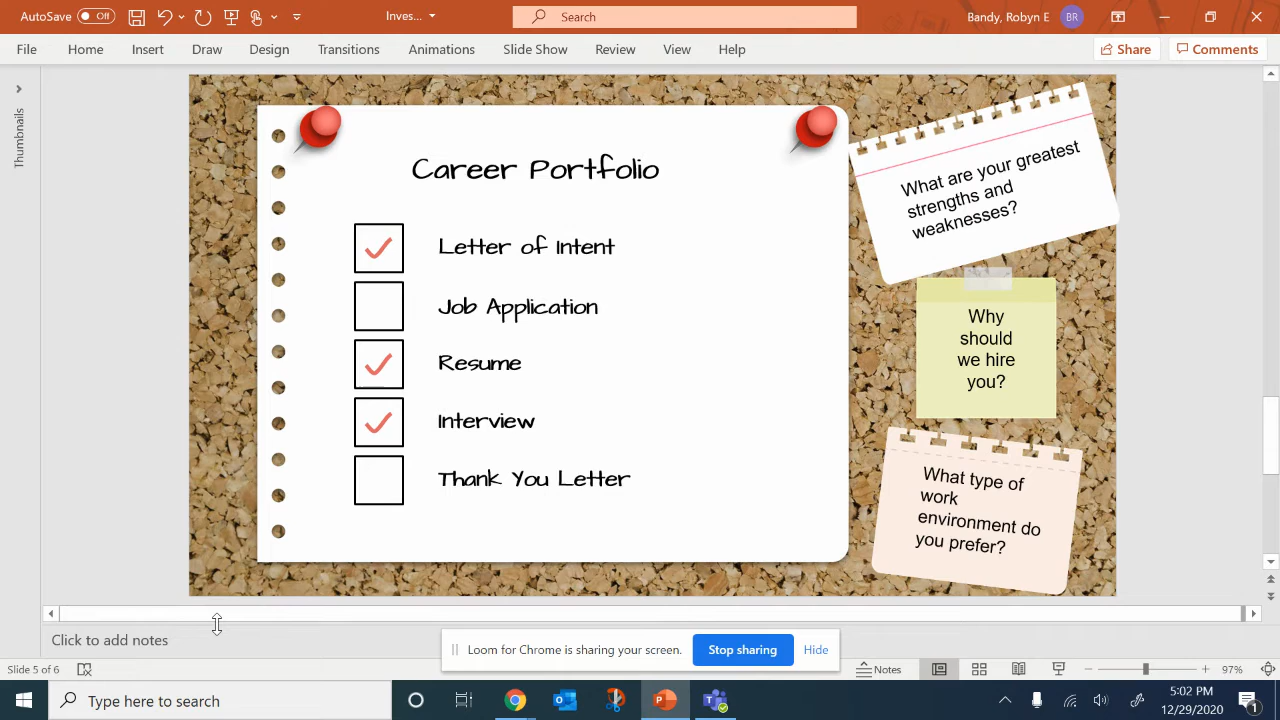 AutoSave Off
Inves...
Search
Bandy, Robyn E
BR
File Home Insert Draw Design Transitions Animations Slide Show Review View Help
Share
Comments
Thumbnails
Career Portfolio
Letter of Intent
Job Application
Resume
Interview
Thank You Letter
What are your greatest
strengths and
weaknesses?
Why
should
we hire
you?
What type of
work
environment do
you prefer?
Click to add notes
Loom for Chrome is sharing your screen.
Stop sharing
Hide
Slide 5 of 6
Notes
97%
Type here to search
5:02 PM
12/29/2020
1